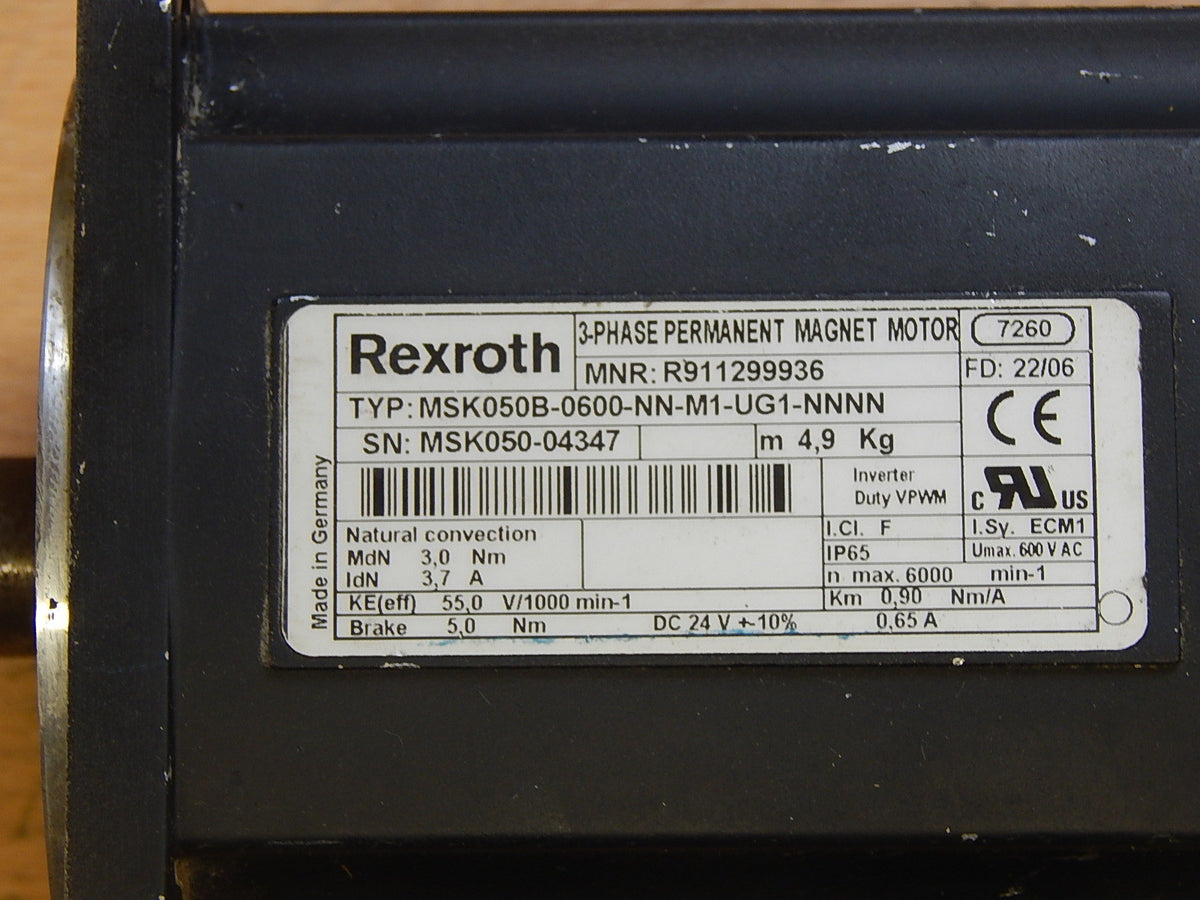 Rexroth
3-PHASE PERMANENT MAGNET MOTOR
7260
MNR: R911299936
FD: 22/06
TYP: MSK050B-0600-NN-M1-UG1-NNNN
CE
SN: MSK050-04347
m 4,9 Kg
Inverter
Duty VPWM
c RU US
Made in Germany
Natural convection
MdN 3,0 Nm
IdN 3,7 A
I.Cl. F
I.Sy. ECM1
IP65
Umax. 600 V AC
n max. 6000 min-1
KE(eff) 55,0 V/1000 min-1
Km 0,90 Nm/A
Brake 5,0 Nm DC 24 V +-10% 0,65 A